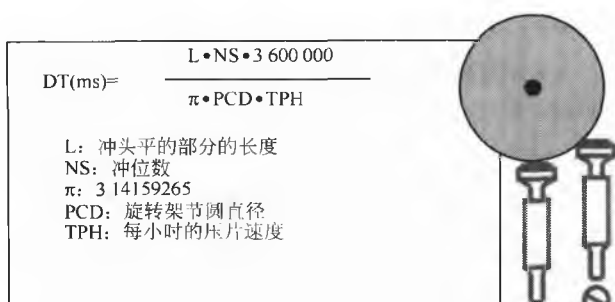 L•NS•3 600 000
DT(ms)=
π•PCD•TPH
L: 冲头平的部分的长度
NS: 冲位数
π: 3 14159265
PCD: 旋转架节圆直径
TPH: 每小时的压片速度